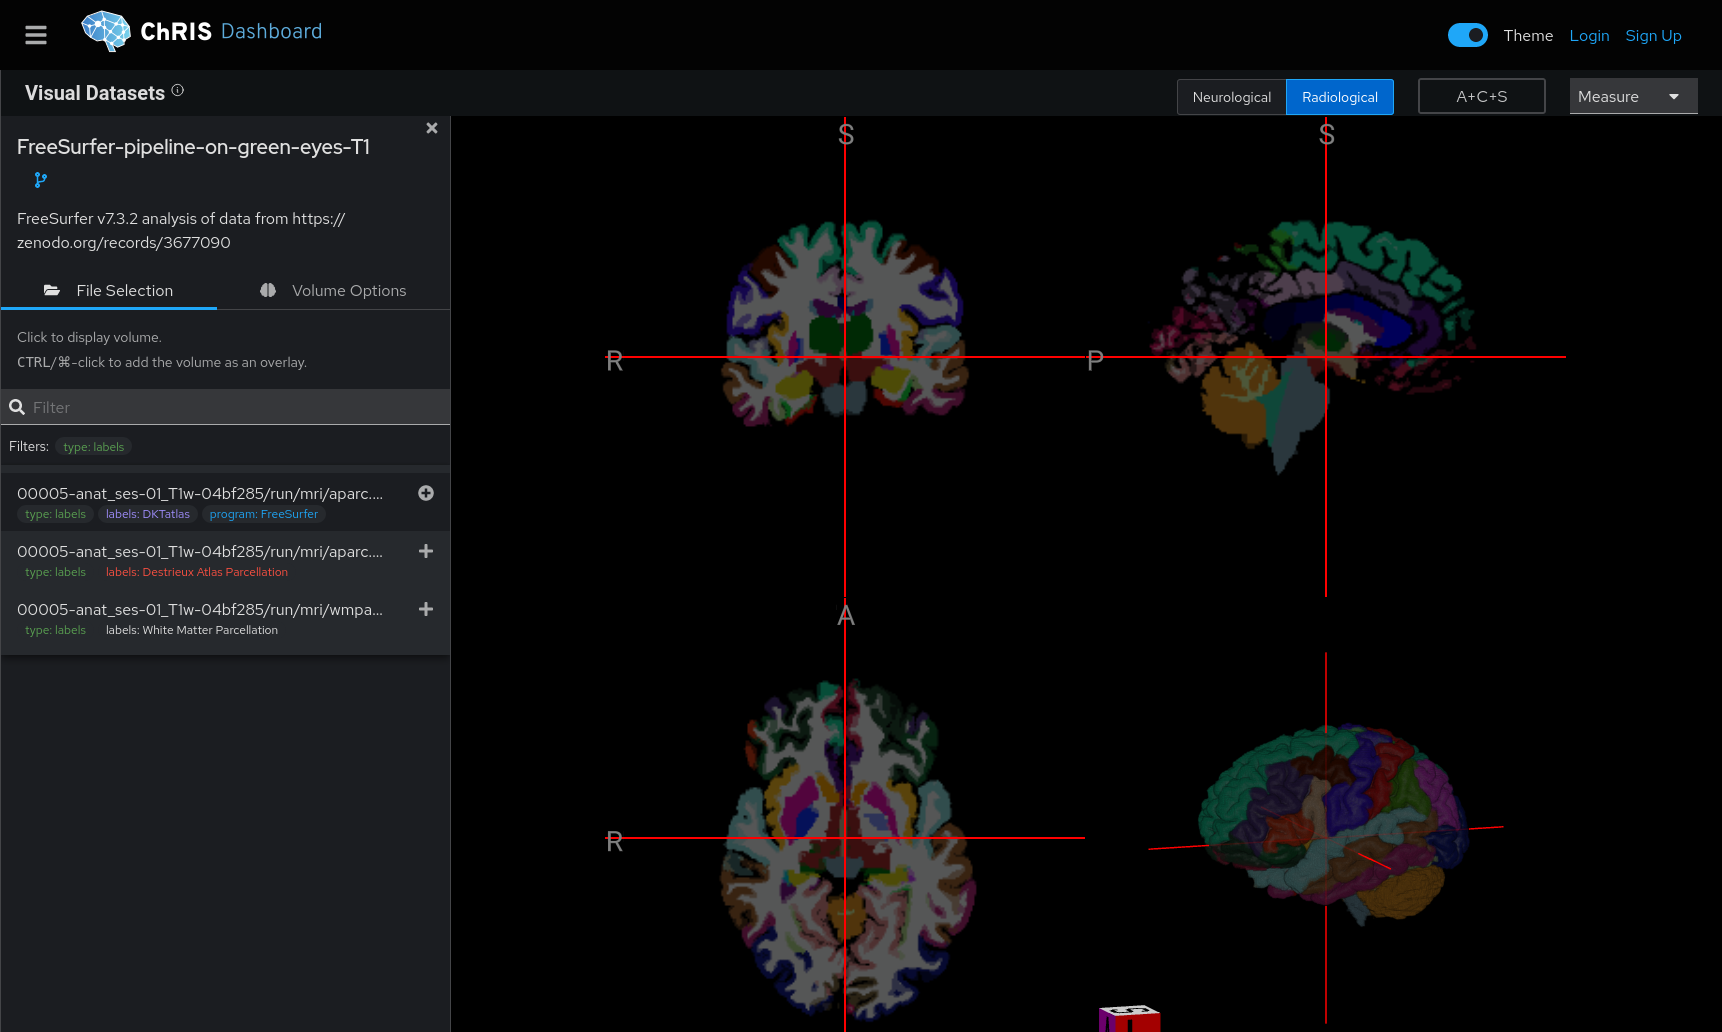 ChRIS Dashboard
Theme Login Sign Up
Visual Datasets
Neurological Radiological A+C+S Measure
FreeSurfer-pipeline-on-green-eyes-T1
FreeSurfer v7.3.2 analysis of data from https://
zenodo.org/records/3677090
File Selection Volume Options
Click to display volume.
CTRL/⌘-click to add the volume as an overlay.
Filter
Filters: type: labels
00005-anat_ses-01_T1w-04bf285/run/mri/aparc....
type: labels labels: DKTatlas program: FreeSurfer
00005-anat_ses-01_T1w-04bf285/run/mri/aparc....
type: labels labels: Destrieux Atlas Parcellation
00005-anat_ses-01_T1w-04bf285/run/mri/wmpa...
type: labels labels: White Matter Parcellation
S S
R P
A
R